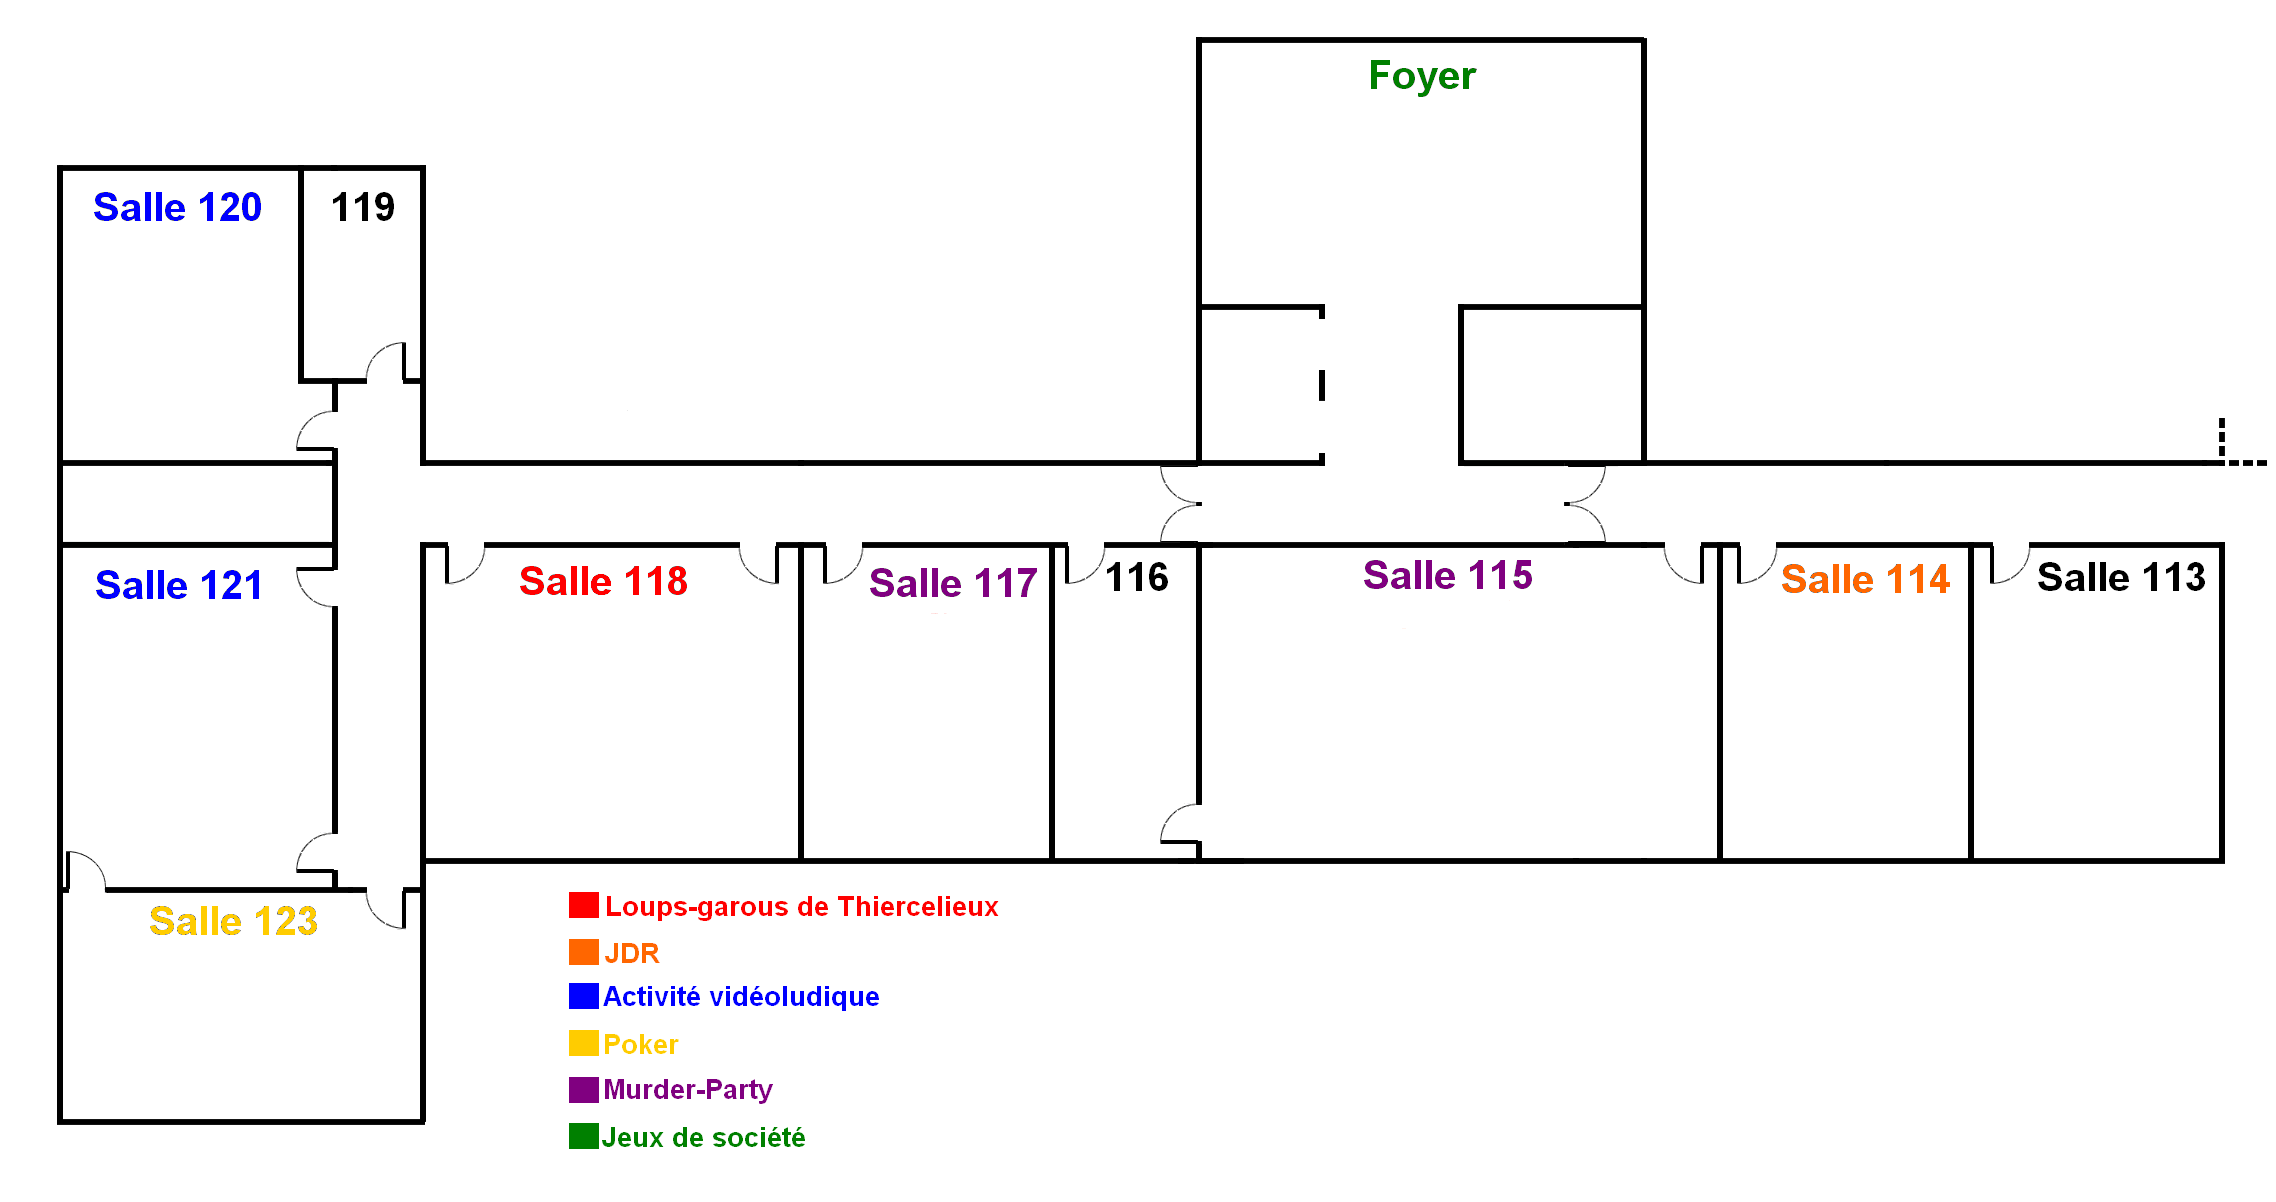 Foyer
Salle 120
119
Salle 121
Salle 118
Salle 117
116
Salle 115
Salle 114
Salle 113
Salle 123
Loups-garous de Thiercelieux
JDR
Activité vidéoludique
Poker
Murder-Party
Jeux de société